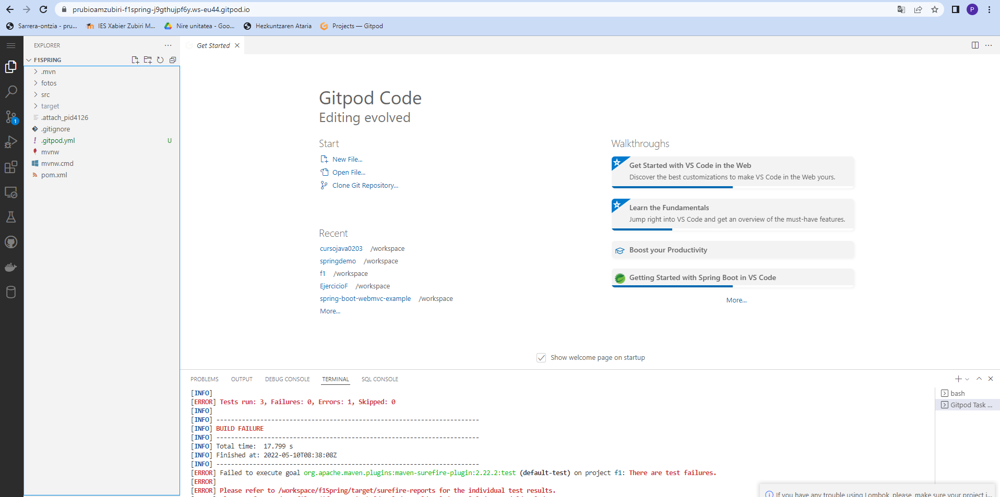 prubioamzubiri-f1spring-j9gthujpf6y.ws-eu44.gitpod.io
P
Sarrera-ontzia - pru...
IES Xabier Zubiri M...
Nire unitatea - Goo...
Hezkuntzaren Ataria
Projects — Gitpod
EXPLORER
F1SPRING
.mvn
fotos
src
target
.attach_pid4126
.gitignore
.gitpod.yml U
mvnw
mvnw.cmd
pom.xml
1
Get Started
Gitpod Code
Editing evolved
Start
New File...
Open File...
Clone Git Repository...
Recent
cursojava0203 /workspace
springdemo /workspace
f1 /workspace
EjercicioF /workspace
spring-boot-webmvc-example /workspace
More...
Walkthroughs
Get Started with VS Code in the Web
Discover the best customizations to make VS Code in the Web yours.
Learn the Fundamentals
Jump right into VS Code and get an overview of the must-have features.
Boost your Productivity
Getting Started with Spring Boot in VS Code
More...
Show welcome page on startup
PROBLEMS OUTPUT DEBUG CONSOLE TERMINAL SQL CONSOLE
[INFO]
[ERROR] Tests run: 3, Failures: 0, Errors: 1, Skipped: 0
[INFO]
[INFO] ------------------------------------------------------------------------
[INFO] BUILD FAILURE
[INFO] ------------------------------------------------------------------------
[INFO] Total time:  17.799 s
[INFO] Finished at: 2022-05-10T08:38:08Z
[INFO] ------------------------------------------------------------------------
[ERROR] Failed to execute goal org.apache.maven.plugins:maven-surefire-plugin:2.22.2:test (default-test) on project f1: There are test failures.
[ERROR]
[ERROR] Please refer to /workspace/f1Spring/target/surefire-reports for the individual test results.
bash
Gitpod Task ...
If you have any trouble using Lombok, please, make sure your project i...